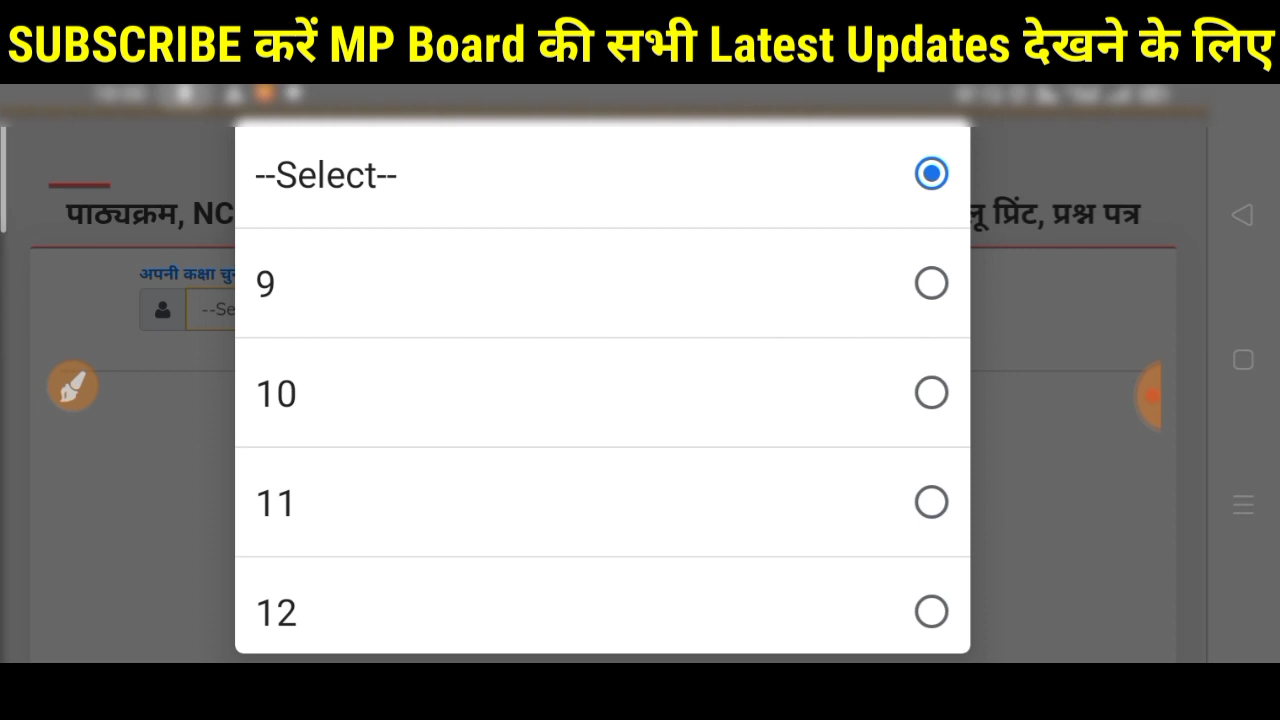 SUBSCRIBE करें MP Board की सभी Latest Updates देखने के लिए
--Select--
पाठ्यक्रम, NC
प्रिंट, प्रश्न पत्र
अपनी कक्षा
9
--Se
10
11
12